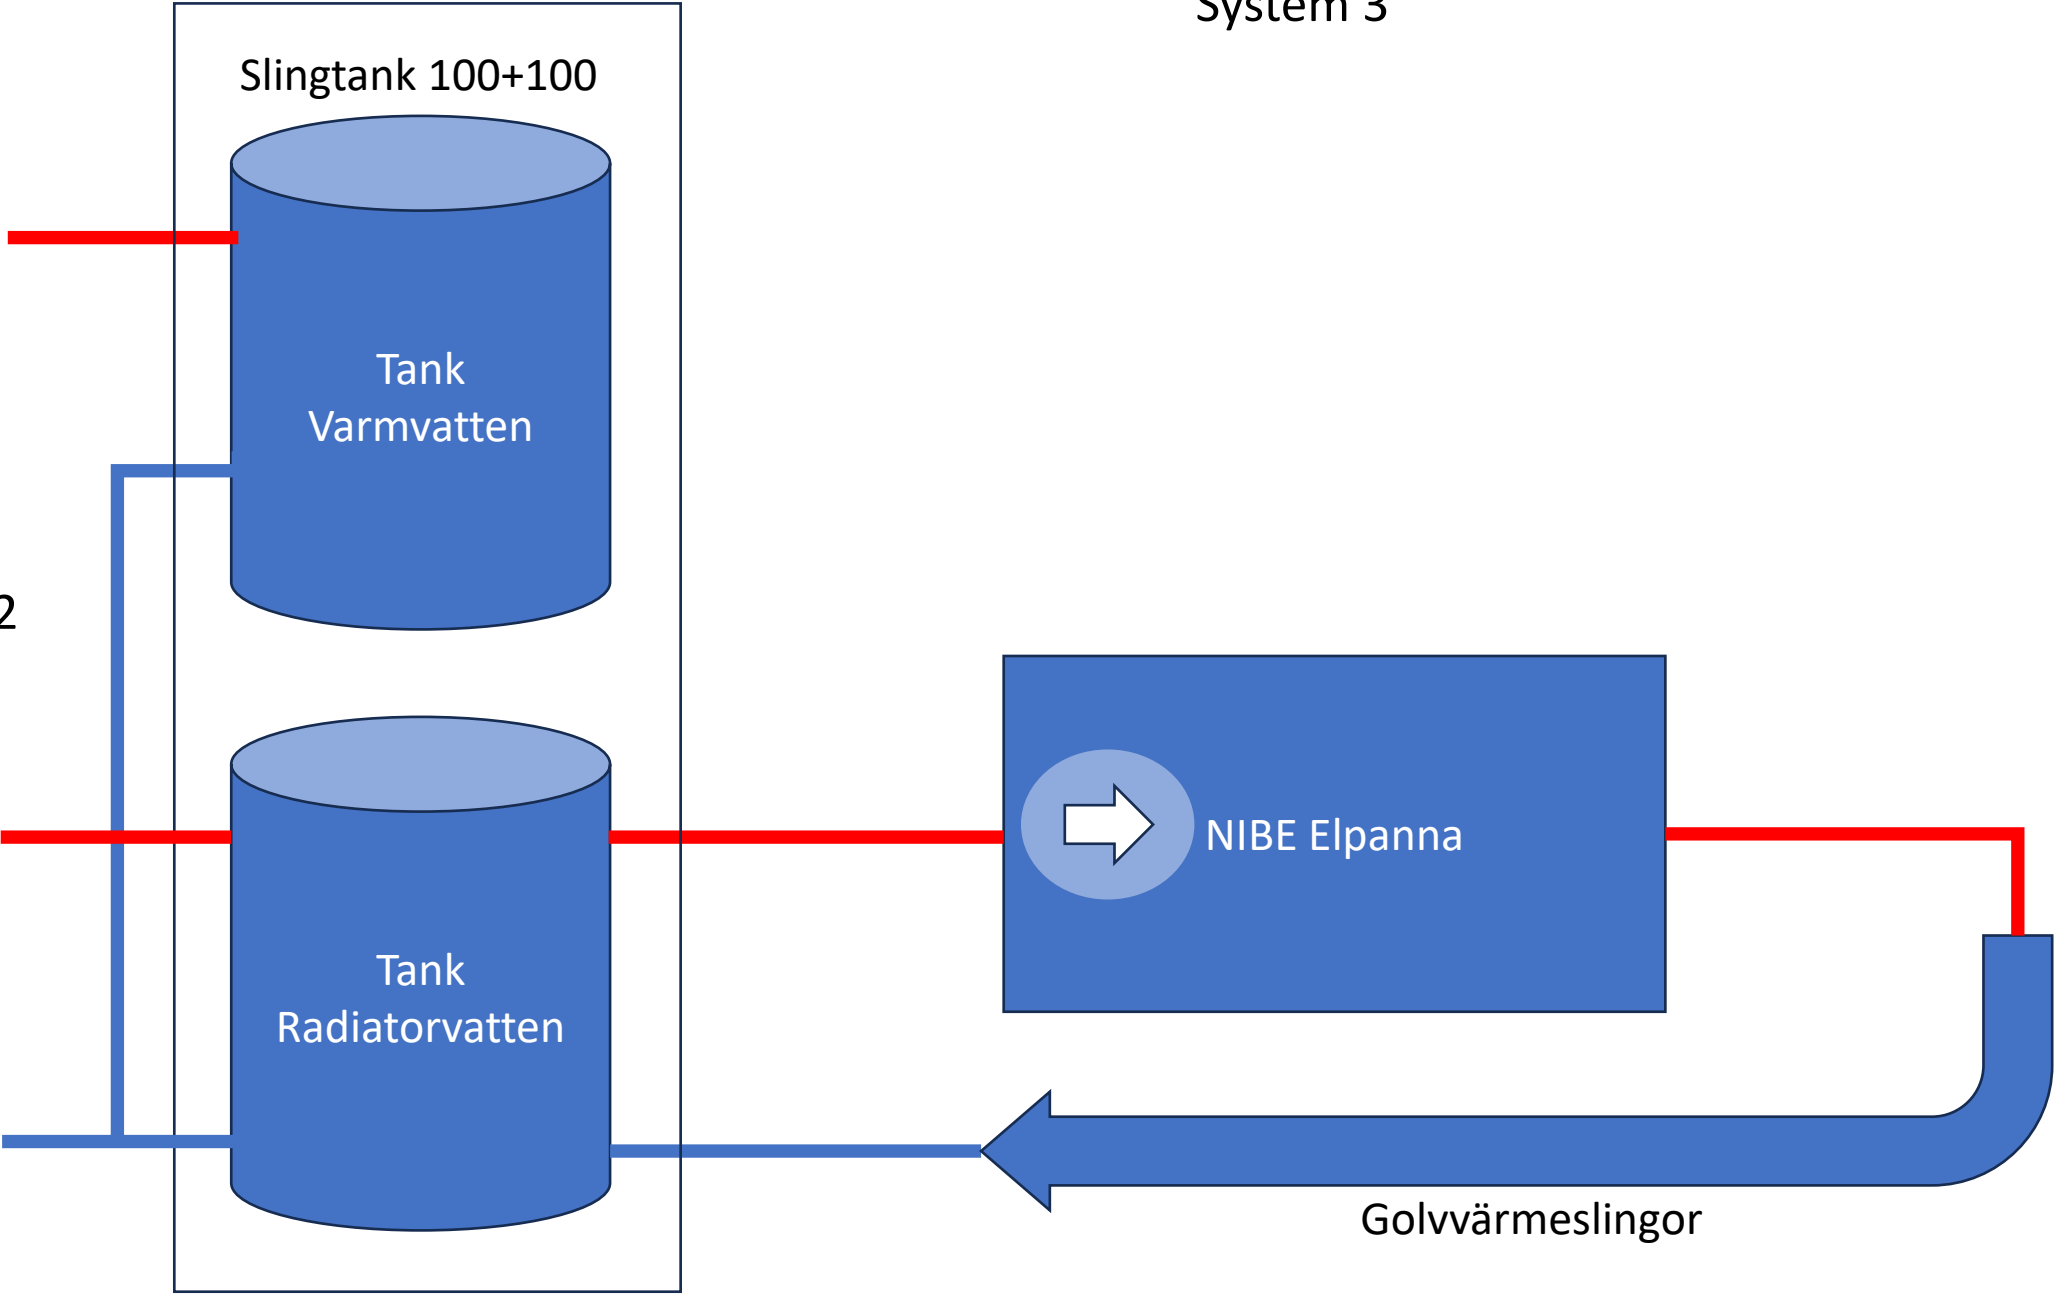 System 3
Slingtank 100+100
Tank
Varmvatten
2
Tank
Radiatorvatten
NIBE Elpanna
Golvvärmeslingor